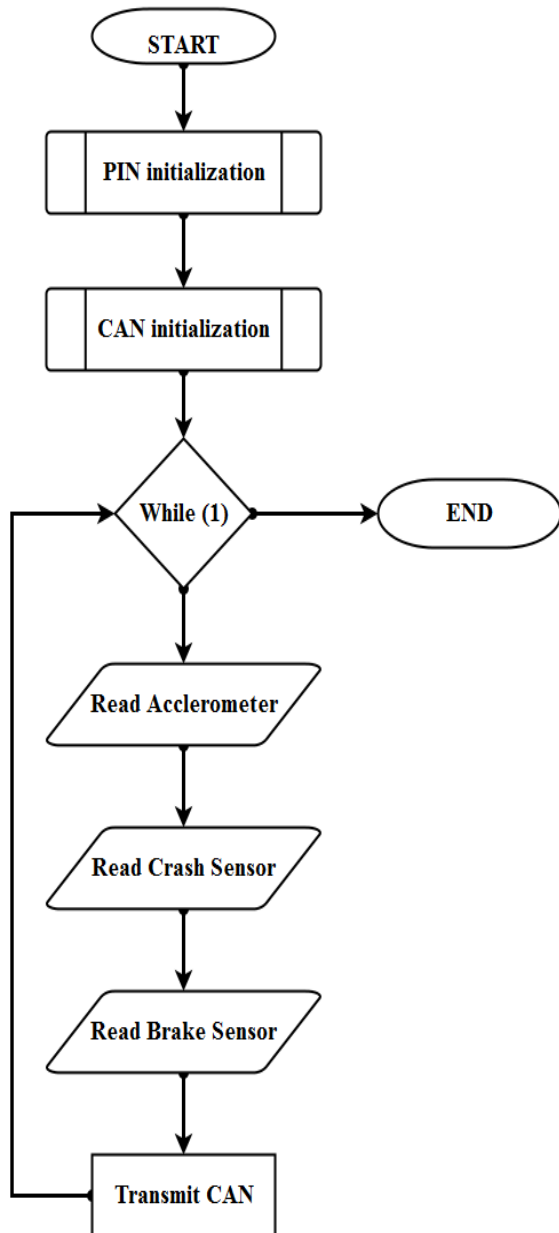 START
PIN initialization
CAN initialization
While (1)
END
Read Acclerometer
Read Crash Sensor
Read Brake Sensor
Transmit CAN